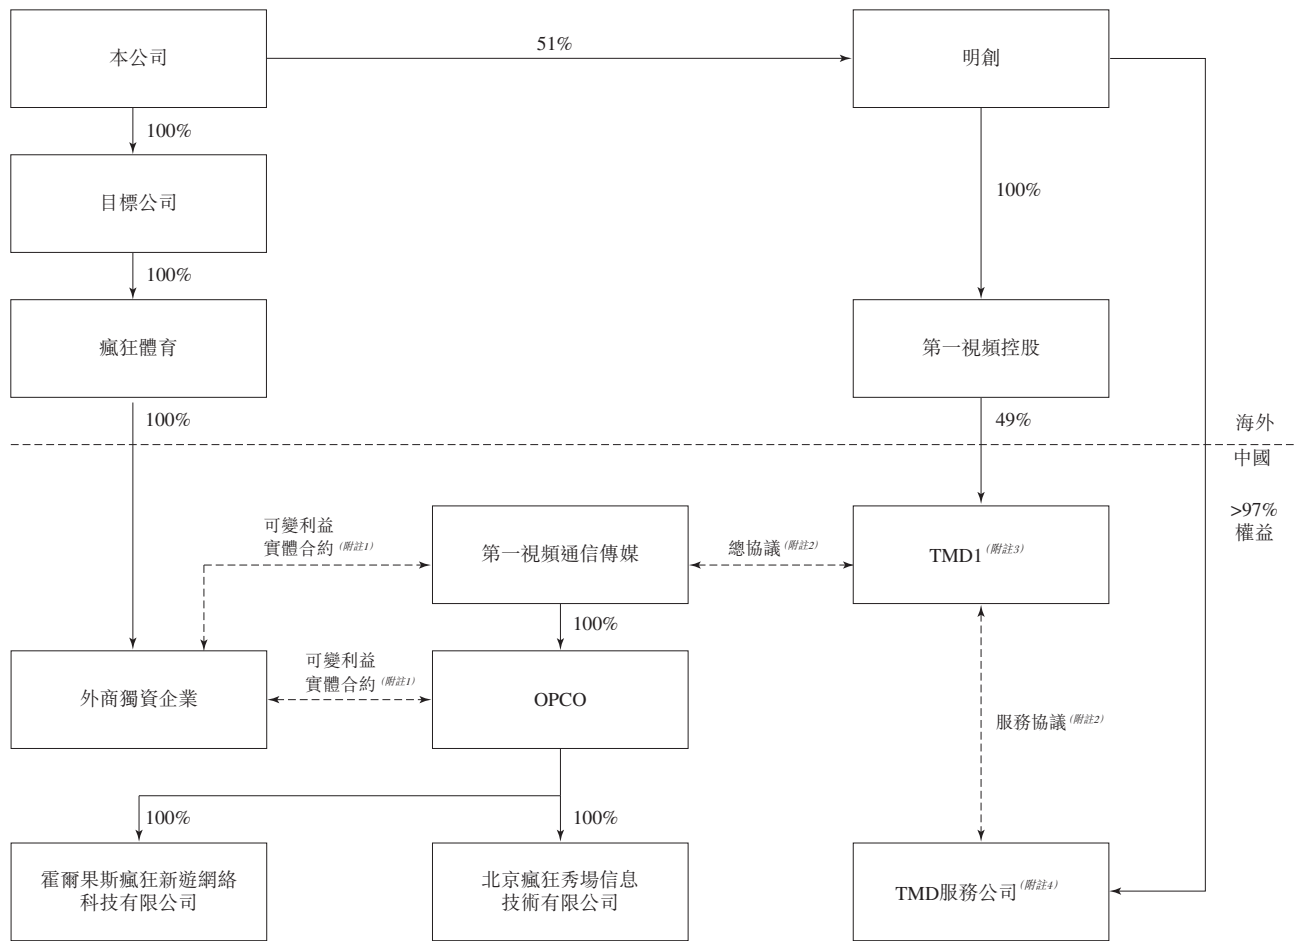 本公司
51%
明創
100%
目標公司
100%
100%
瘋狂體育
第一視頻控股
100%
49%
海外
中國
>97%
權益
可變利益
實體合約(附註1)
第一視頻通信傳媒
總協議(附註2)
TMD1(附註3)
100%
可變利益
實體合約(附註1)
外商獨資企業
OPCO
服務協議(附註2)
100%
100%
霍爾果斯瘋狂新遊網絡
科技有限公司
北京瘋狂秀場信息
技術有限公司
TMD服務公司(附註4)